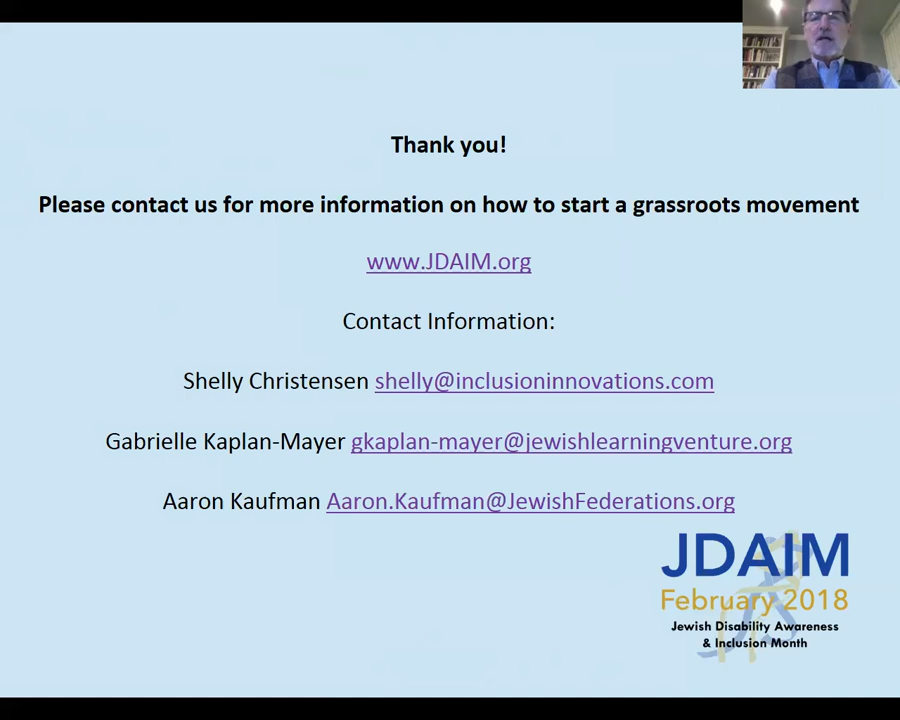 Thank you!
Please contact us for more information on how to start a grassroots movement
www.JDAIM.org
Contact Information:
Shelly Christensen shelly@inclusioninnovations.com
Gabrielle Kaplan-Mayer gkaplan-mayer@jewishlearningventure.org
Aaron Kaufman Aaron.Kaufman@JewishFederations.org
JDAIM
February 2018
Jewish Disability Awareness
& Inclusion Month